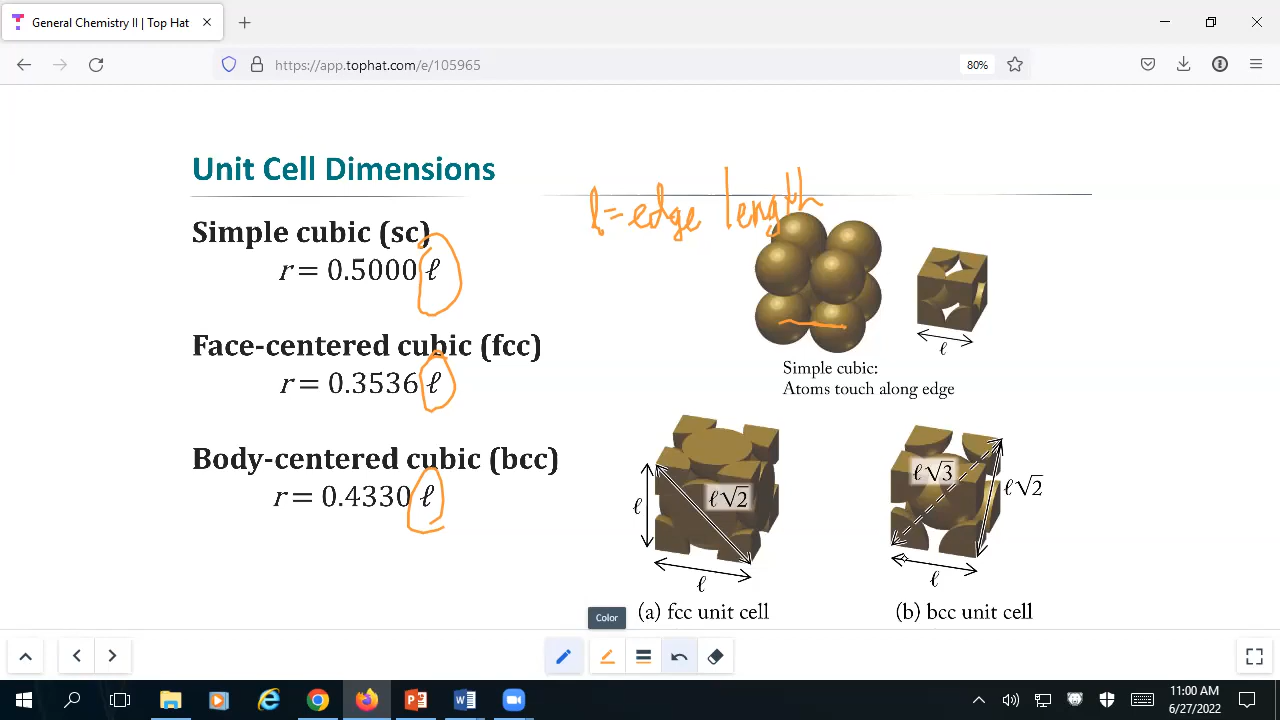 General Chemistry II | Top Hat
https://app.tophat.com/e/105965
80%
Unit Cell Dimensions
ℓ = edge length
Simple cubic (sc)
r = 0.5000 ℓ
Face-centered cubic (fcc)
r = 0.3536 ℓ
Body-centered cubic (bcc)
r = 0.4330 ℓ
ℓ
Simple cubic:
Atoms touch along edge
ℓ
ℓ√2
ℓ
(a) fcc unit cell
ℓ√3
ℓ√2
ℓ
(b) bcc unit cell
Color
11:00 AM
6/27/2022